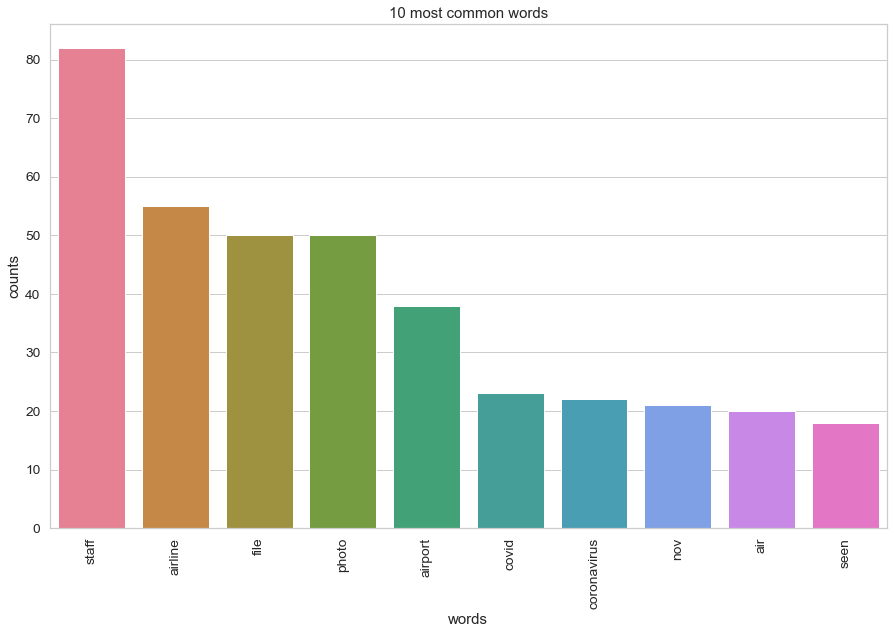 10 most common words
counts
80
70
60
50
40
30
20
10
0
staff
airline
file
photo
airport
covid
coronavirus
nov
air
seen
words